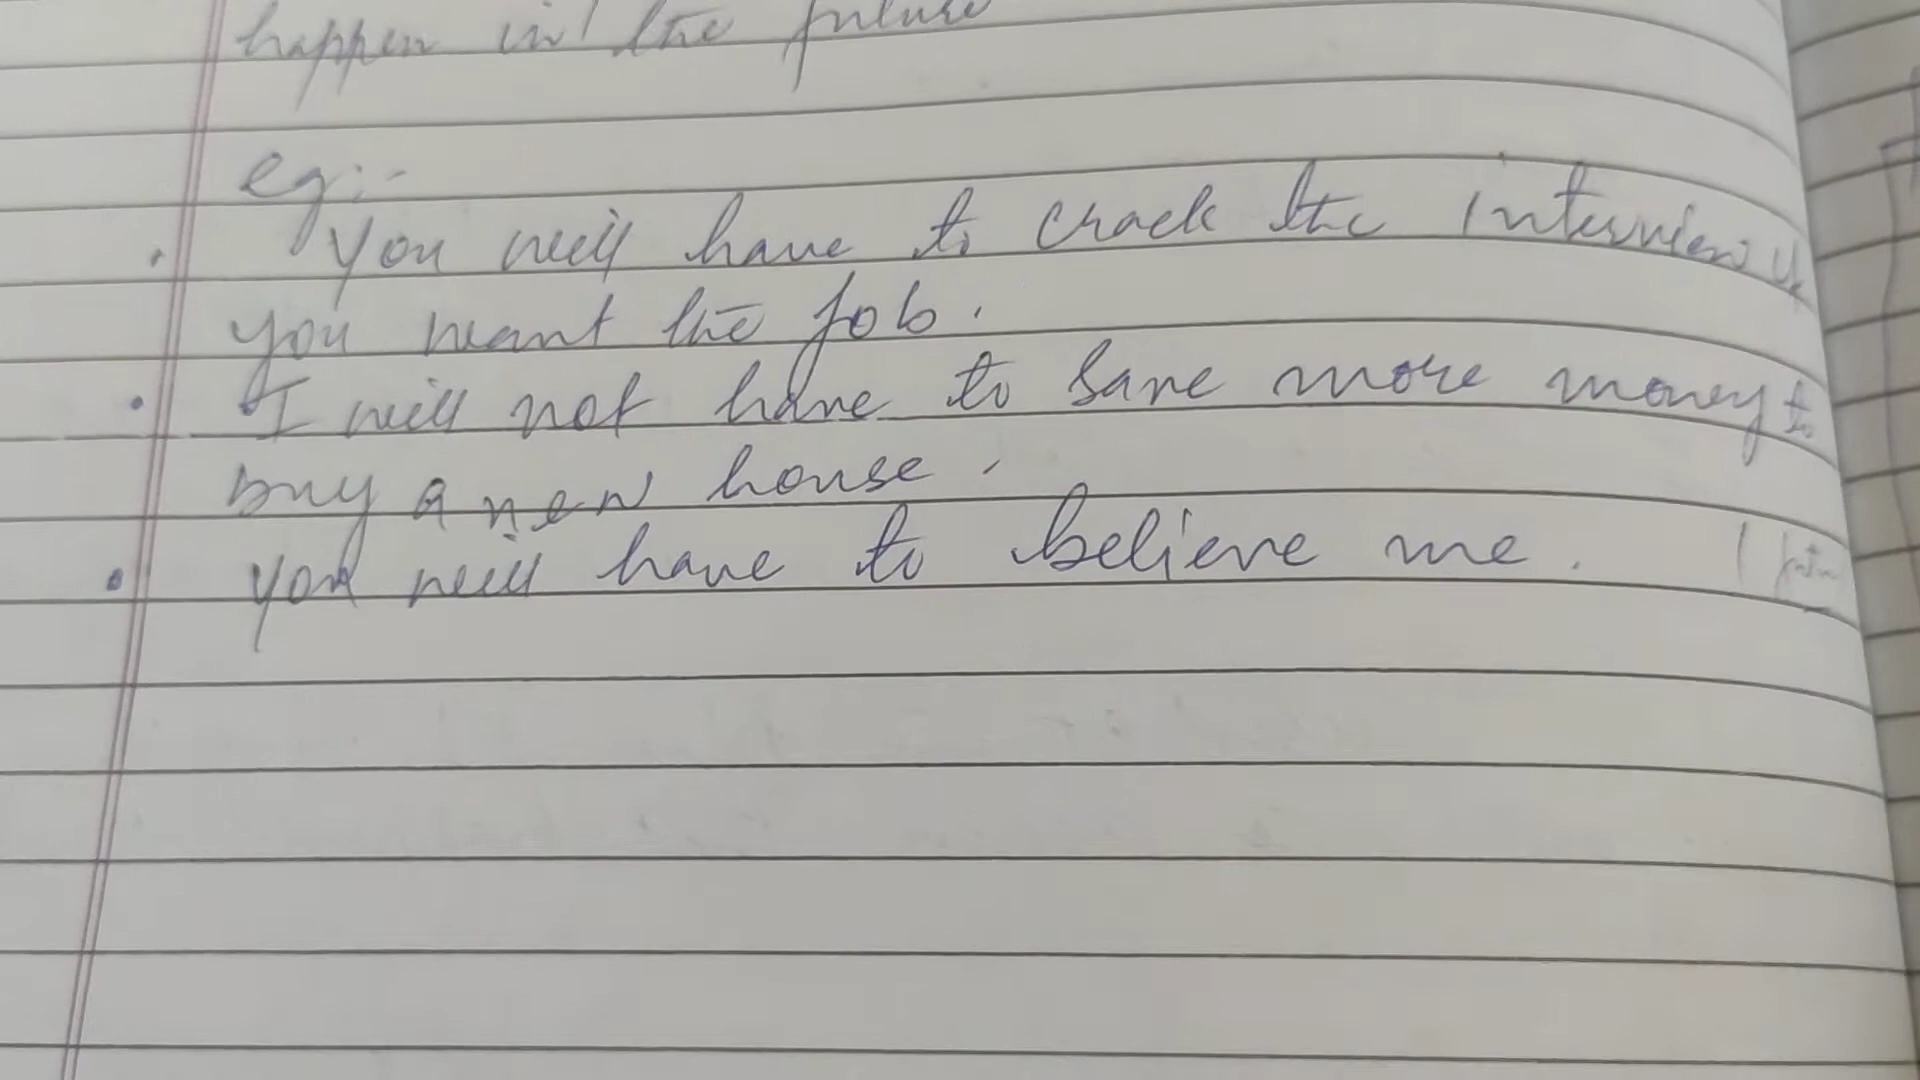 happen in the future
eg:-
. You will have to crack the interview if
you want the job.
• I will not have to save more money to
buy a new house.
• you will have to believe me.